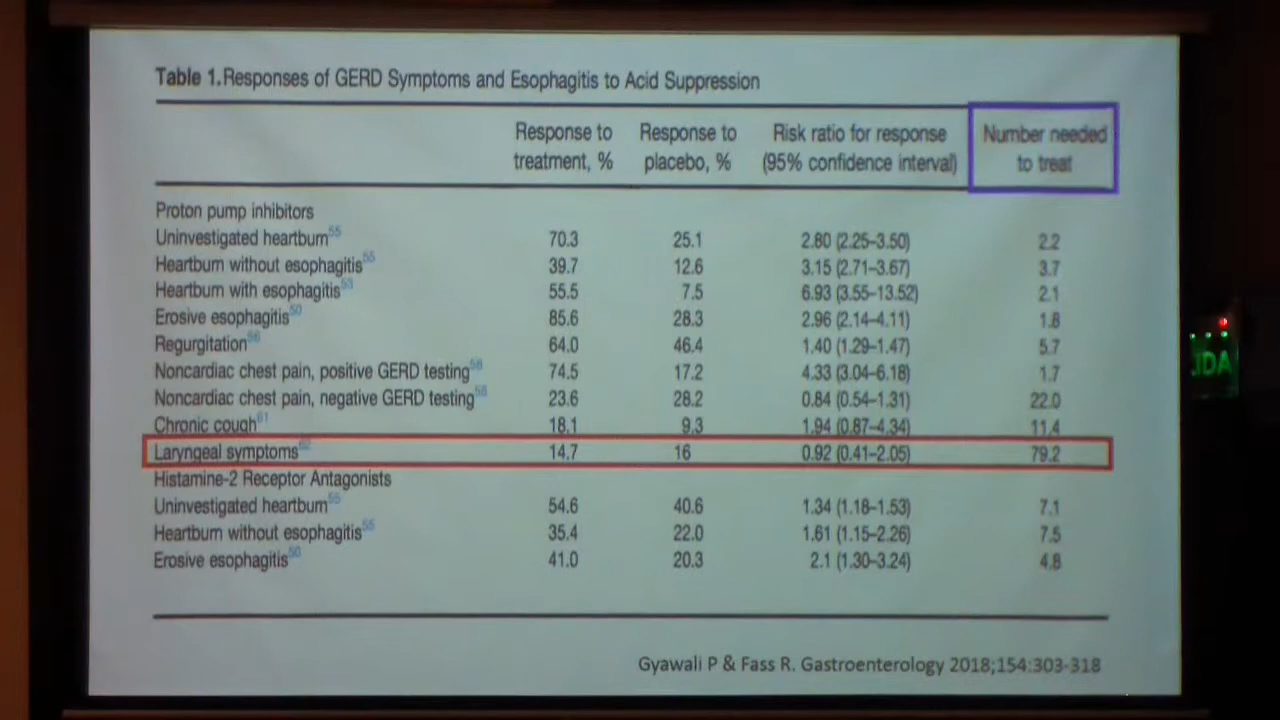 Table 1. Responses of GERD Symptoms and Esophagitis to Acid Suppression
Response to treatment, % Response to placebo, % Risk ratio for response (95% confidence interval) Number needed to treat
Proton pump inhibitors
Uninvestigated heartburn55 70.3 25.1 2.80 (2.25–3.50) 2.2
Heartburn without esophagitis55 39.7 12.6 3.15 (2.71–3.67) 3.7
Heartburn with esophagitis 55.5 7.5 6.93 (3.55–13.52) 2.1
Erosive esophagitis50 85.6 28.3 2.96 (2.14–4.11) 1.8
Regurgitation 64.0 46.4 1.40 (1.29–1.47) 5.7
Noncardiac chest pain, positive GERD testing 74.5 17.2 4.33 (3.04–6.18) 1.7
Noncardiac chest pain, negative GERD testing 23.6 28.2 0.84 (0.54–1.31) 22.0
Chronic cough61 18.1 9.3 1.94 (0.87–4.34) 11.4
Laryngeal symptoms 14.7 16 0.92 (0.41–2.05) 79.2
Histamine-2 Receptor Antagonists
Uninvestigated heartburn55 54.6 40.6 1.34 (1.18–1.53) 7.1
Heartburn without esophagitis55 35.4 22.0 1.61 (1.15–2.26) 7.5
Erosive esophagitis50 41.0 20.3 2.1 (1.30–3.24) 4.8
Gyawali P & Fass R. Gastroenterology 2018;154:303-318
IDA